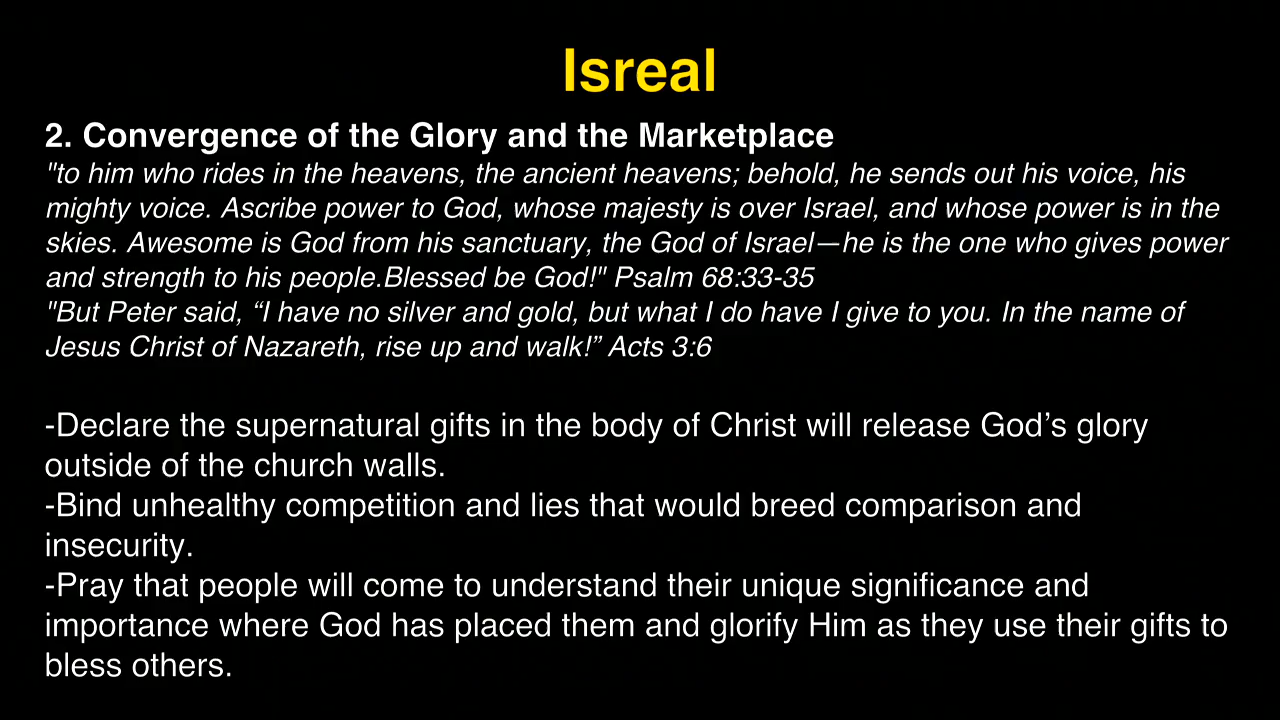 Isreal
2. Convergence of the Glory and the Marketplace
"to him who rides in the heavens, the ancient heavens; behold, he sends out his voice, his
mighty voice. Ascribe power to God, whose majesty is over Israel, and whose power is in the
skies. Awesome is God from his sanctuary, the God of Israel—he is the one who gives power
and strength to his people.Blessed be God!" Psalm 68:33-35
"But Peter said, “I have no silver and gold, but what I do have I give to you. In the name of
Jesus Christ of Nazareth, rise up and walk!” Acts 3:6
-Declare the supernatural gifts in the body of Christ will release God’s glory
outside of the church walls.
-Bind unhealthy competition and lies that would breed comparison and
insecurity.
-Pray that people will come to understand their unique significance and
importance where God has placed them and glorify Him as they use their gifts to
bless others.